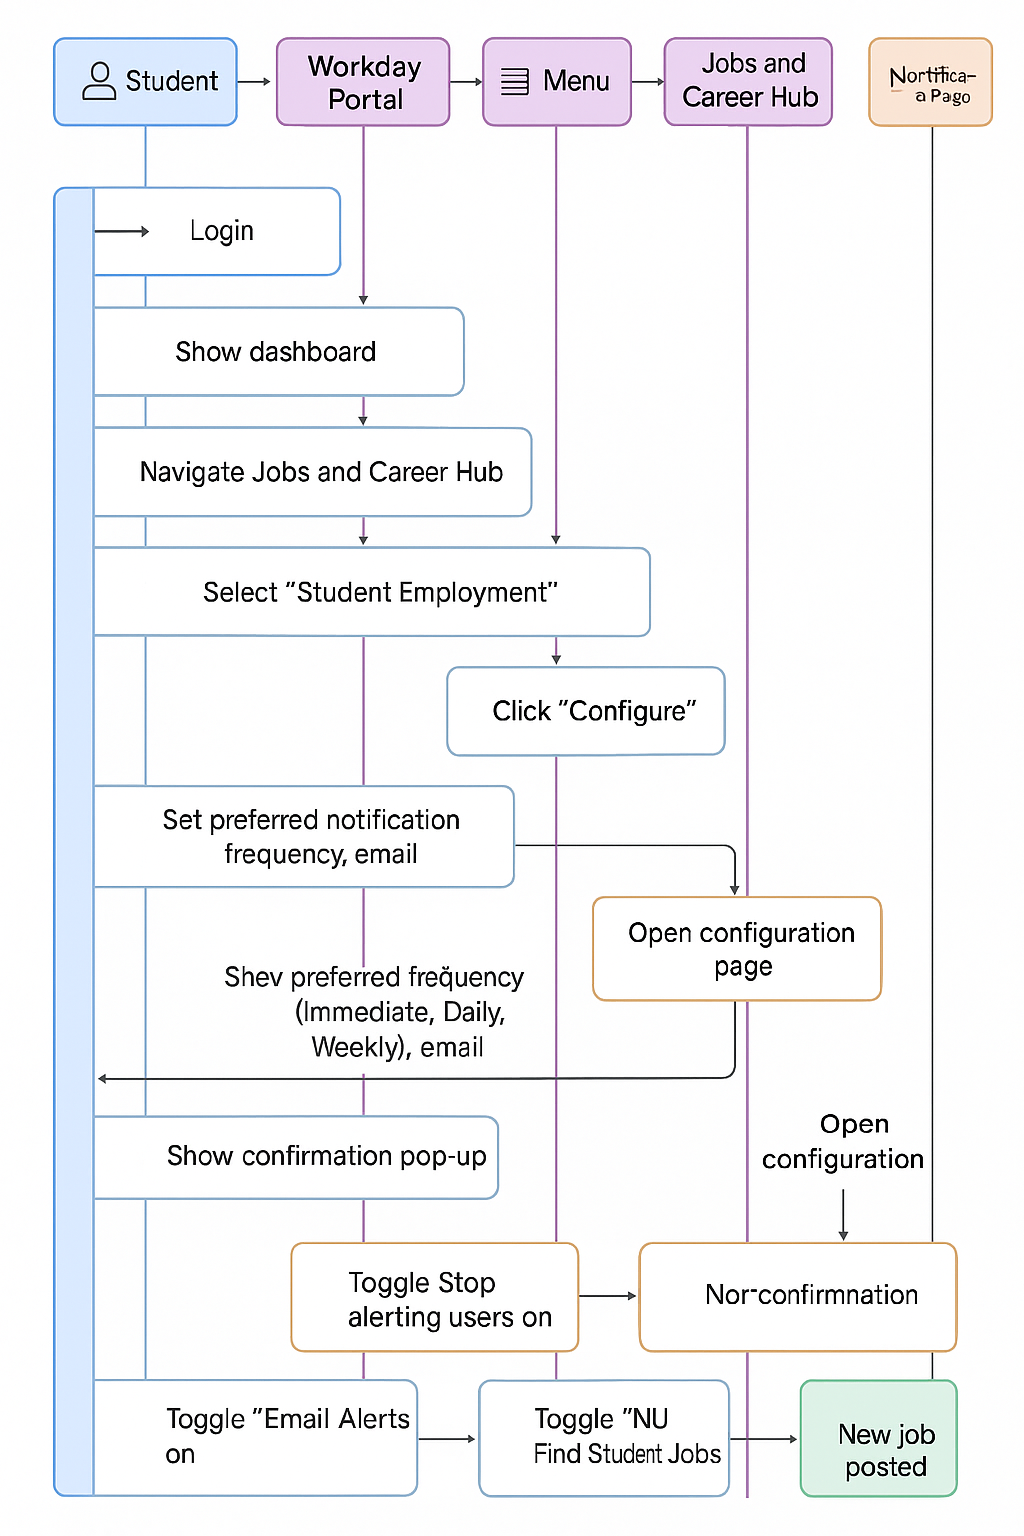 Student
Workday
Portal
Menu
Jobs and
Career Hub
a Pago
Login
Show dashboard
Navigate Jobs and Career Hub
Select “Student Employment”
Click ”Configure”
Set preferred notification
frequency, email
Open configuration
page
Shev preferred frequency
(Immediate, Daily,
Weekly), email
Show confirmation pop-up
Open
configuration
Toggle Stop
alerting users on
Nor-confirmnation
Toggle ”Email Alerts
on
Toggle ”NU
Find Student Jobs
New job
posted